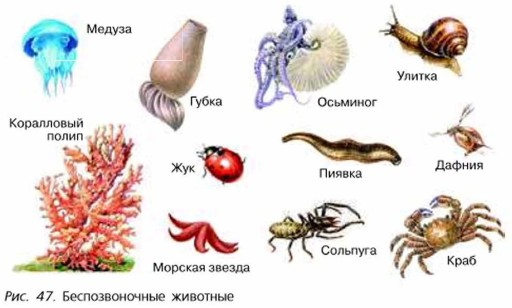 Медуза
Губка
Осьминог
Улитка
Коралловый
полип
Жук
Пиявка
Дафния
Морская звезда
Сольпуга
Краб
Рис. 47. Беспозвоночные животные